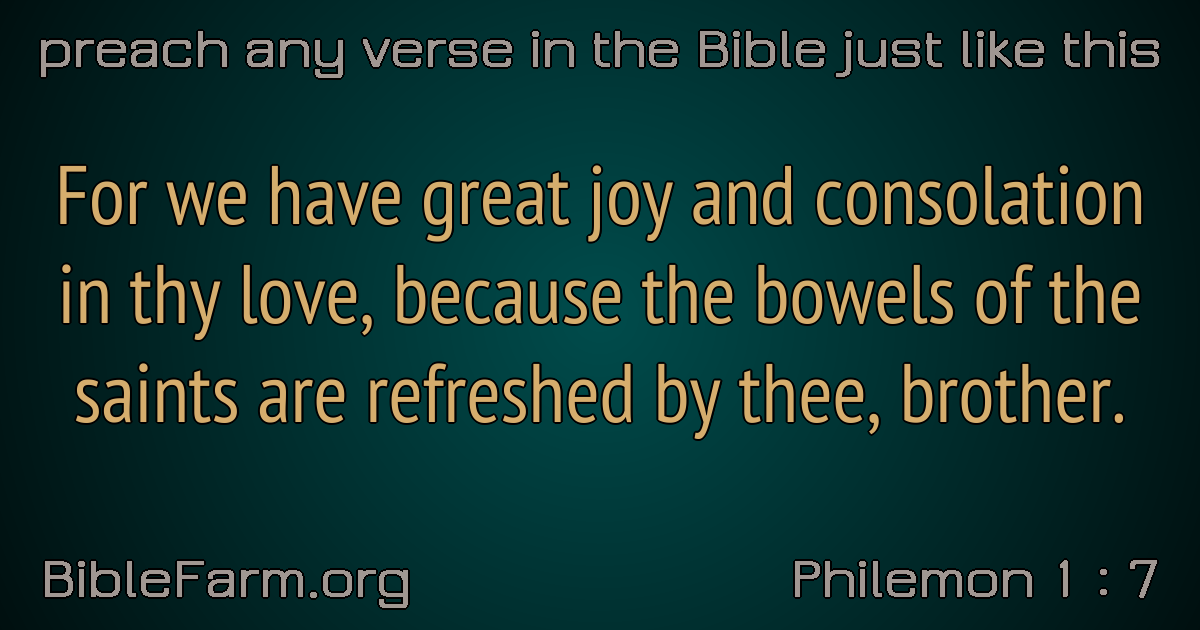 preach any verse in the Bible just like this
For we have great joy and consolation
in thy love, because the bowels of the
saints are refreshed by thee, brother.
BibleFarm.org
Philemon 1 : 7